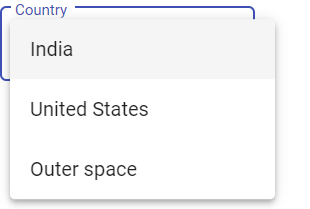 Country
India
United States
Outer space